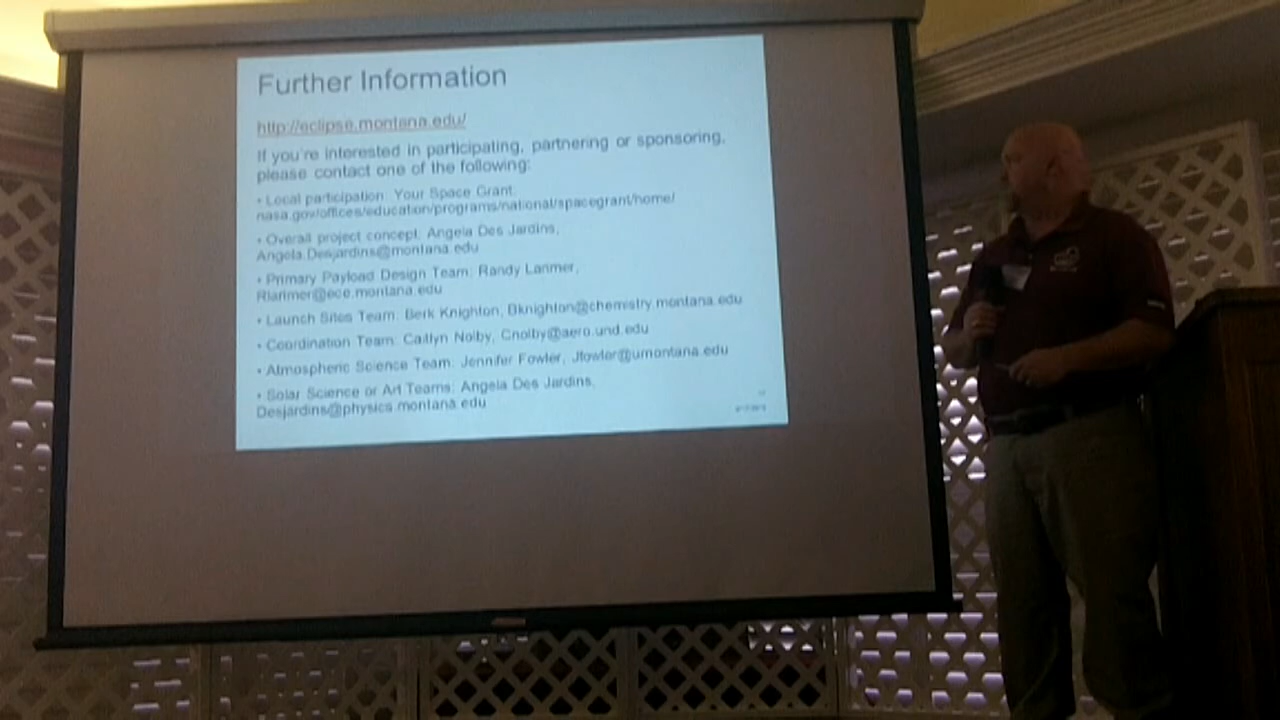 Further Information
http://eclipse.montana.edu/
If you're interested in participating, partnering or sponsoring,
please contact one of the following:
• Local participation: Your Space Grant:
nasa.gov/offices/education/programs/national/spacegrant/home/
• Overall project concept: Angela Des Jardins,
Angela.Desjardins@montana.edu
• Primary Payload Design Team: Randy Larimer,
Rlarimer@ece.montana.edu
• Launch Sites Team: Berk Knighton, Bknighton@chemistry.montana.edu
• Coordination Team: Caitlyn Nolby, Cnolby@aero.und.edu
• Atmospheric Science Team: Jennifer Fowler, Jfowler@umontana.edu
• Solar Science or Art Teams: Angela Des Jardins,
Desjardins@physics.montana.edu